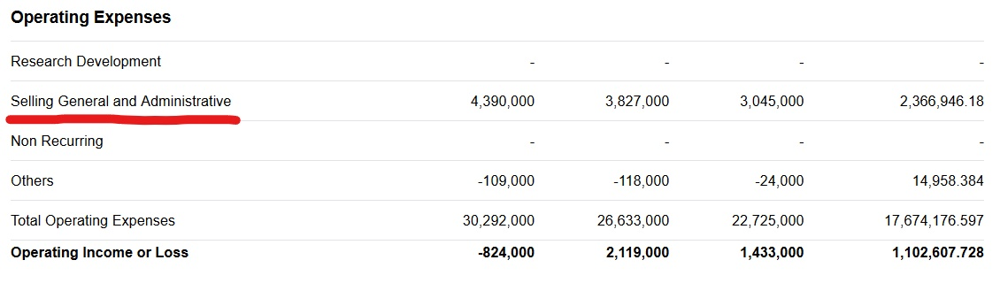 Operating Expenses
Research Development - - - -
Selling General and Administrative 4,390,000 3,827,000 3,045,000 2,366,946.18
Non Recurring - - - -
Others -109,000 -118,000 -24,000 14,958.384
Total Operating Expenses 30,292,000 26,633,000 22,725,000 17,674,176.597
Operating Income or Loss -824,000 2,119,000 1,433,000 1,102,607.728